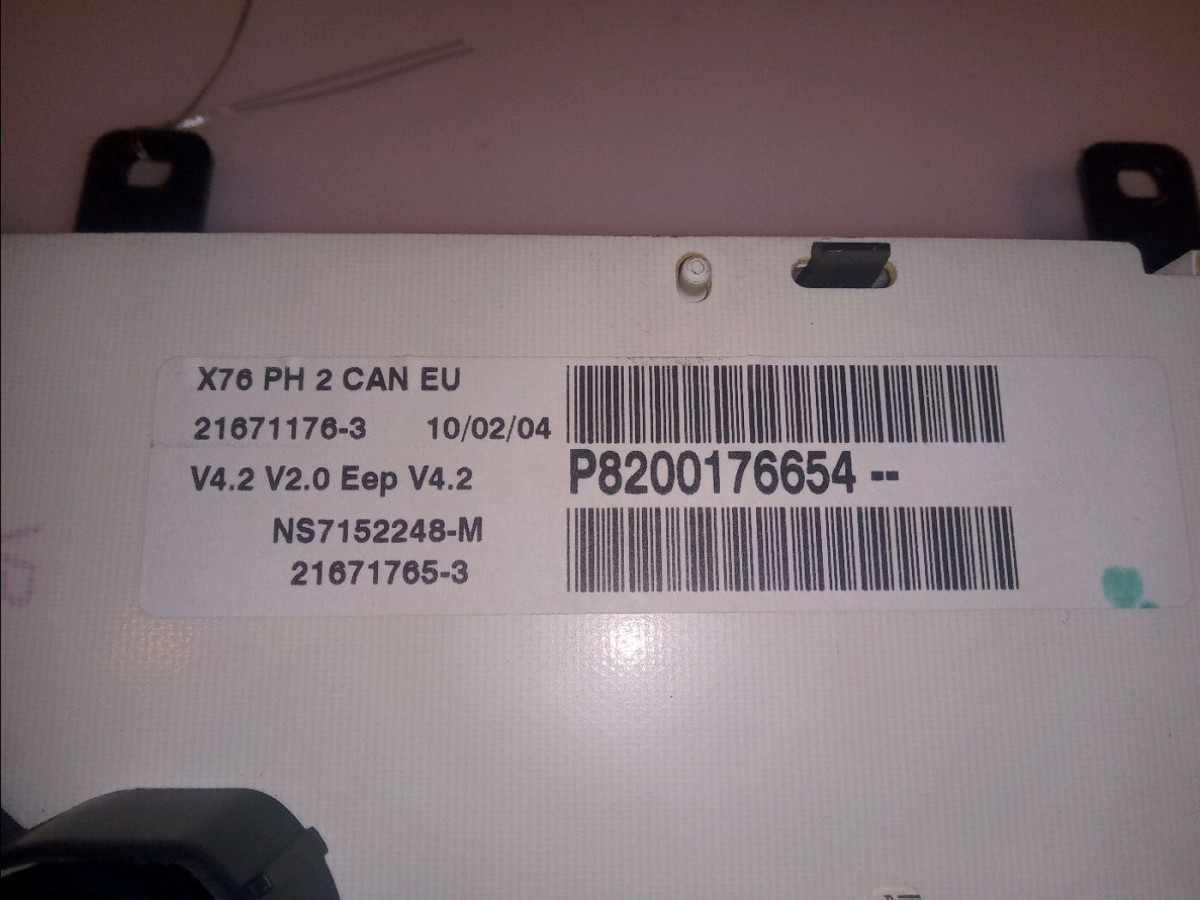 X76 PH 2 CAN EU
21671176-3 10/02/04
V4.2 V2.0 Eep V4.2
P8200176654 --
NS7152248-M
21671765-3